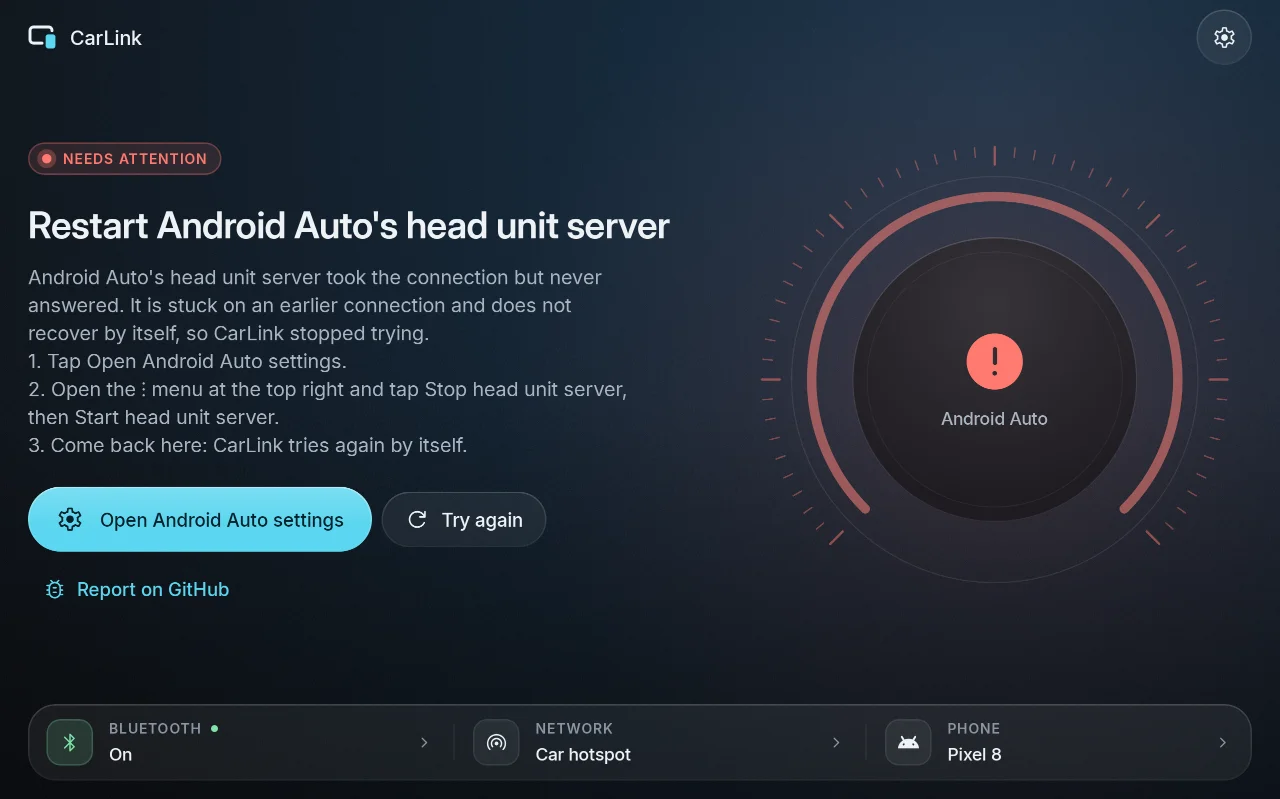 CarLink
NEEDS ATTENTION
Restart Android Auto's head unit server
Android Auto's head unit server took the connection but never
answered. It is stuck on an earlier connection and does not
recover by itself, so CarLink stopped trying.
1. Tap Open Android Auto settings.
2. Open the ⋮ menu at the top right and tap Stop head unit server,
then Start head unit server.
3. Come back here: CarLink tries again by itself.
Open Android Auto settings
Try again
Report on GitHub
Android Auto
BLUETOOTH
On
NETWORK
Car hotspot
PHONE
Pixel 8